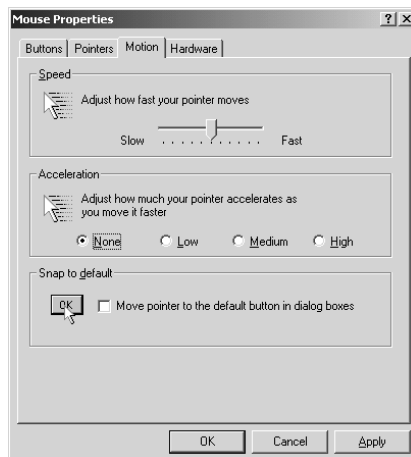 Mouse Properties
Buttons Pointers Motion Hardware
Speed
Adjust how fast your pointer moves
Slow Fast
Acceleration
Adjust how much your pointer accelerates as
you move it faster
None Low Medium High
Snap to default
OK Move pointer to the default button in dialog boxes
OK Cancel Apply